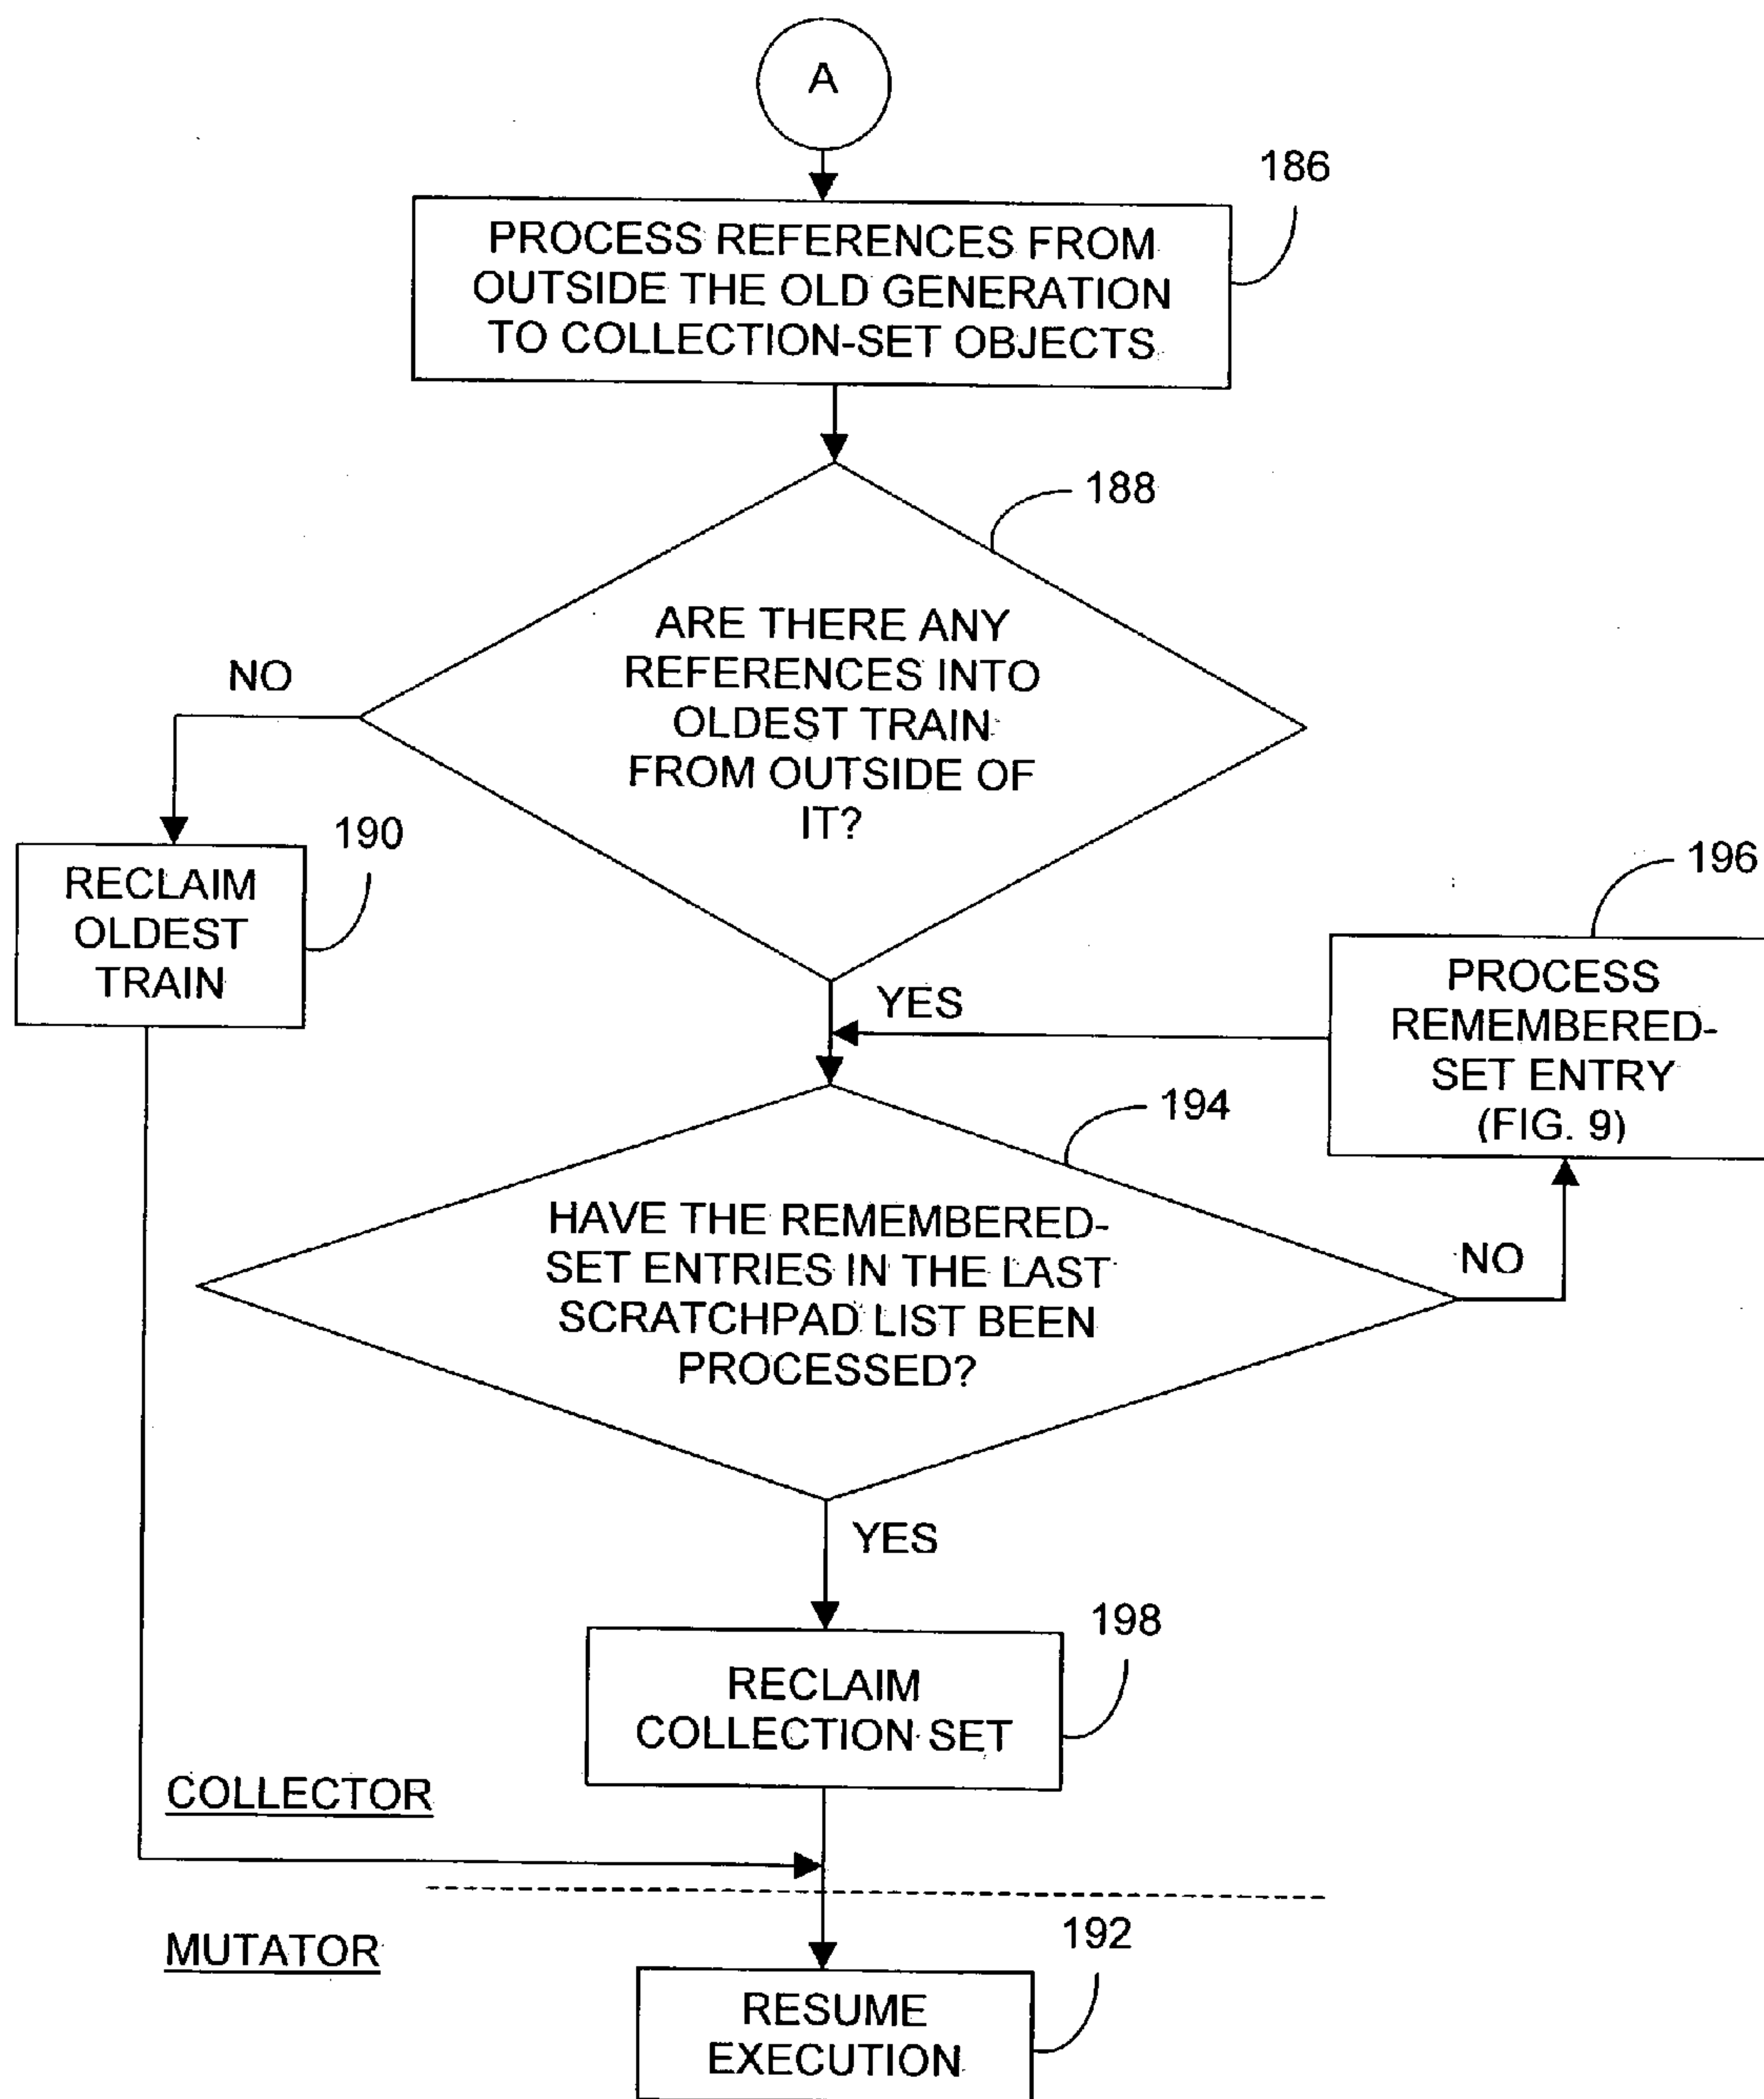 A
186
PROCESS REFERENCES FROM
OUTSIDE THE OLD GENERATION
TO COLLECTION-SET OBJECTS
188
ARE THERE ANY
REFERENCES INTO
OLDEST TRAIN
FROM OUTSIDE OF
IT?
NO
190
RECLAIM
OLDEST
TRAIN
YES
196
PROCESS
REMEMBERED-
SET ENTRY
(FIG. 9)
194
HAVE THE REMEMBERED-
SET ENTRIES IN THE LAST
SCRATCHPAD LIST BEEN
PROCESSED?
NO
YES
198
RECLAIM
COLLECTION SET
COLLECTOR
MUTATOR
192
RESUME
EXECUTION